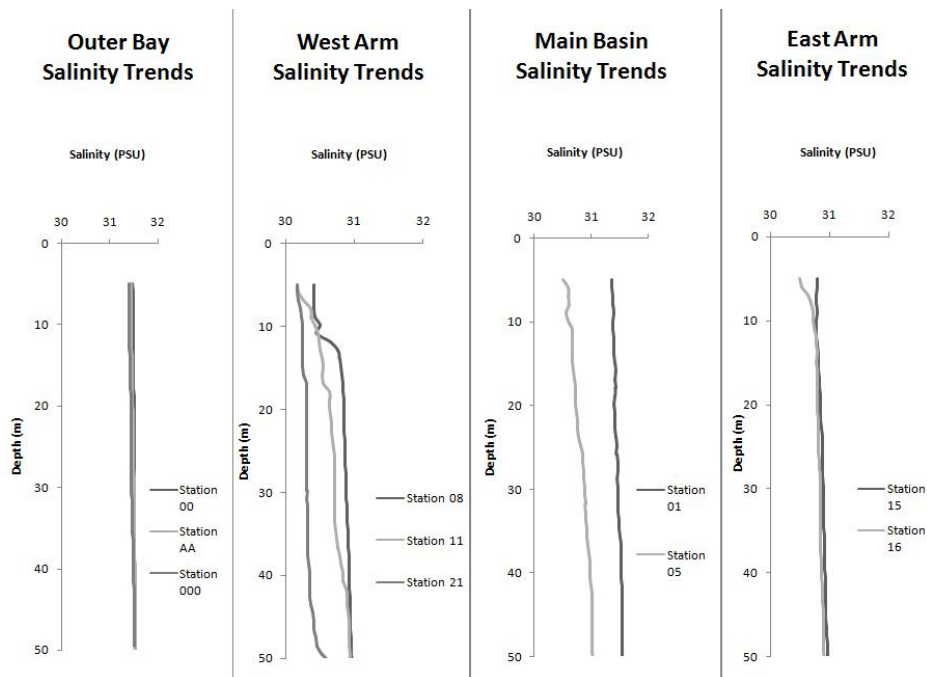 Outer Bay
Salinity Trends
Salinity (PSU)
30 31 32
0
10
20
30
40
50
Depth (m)
Station
00
Station
AA
Station
000
West Arm
Salinity Trends
Salinity (PSU)
30 31 32
0
10
20
30
40
50
Depth (m)
Station 08
Station 11
Station 21
Main Basin
Salinity Trends
Salinity (PSU)
30 31 32
0
10
20
30
40
50
Depth (m)
Station
01
Station
05
East Arm
Salinity Trends
Salinity (PSU)
30 31 32
0
10
20
30
40
50
Depth (m)
Station
15
Station
16